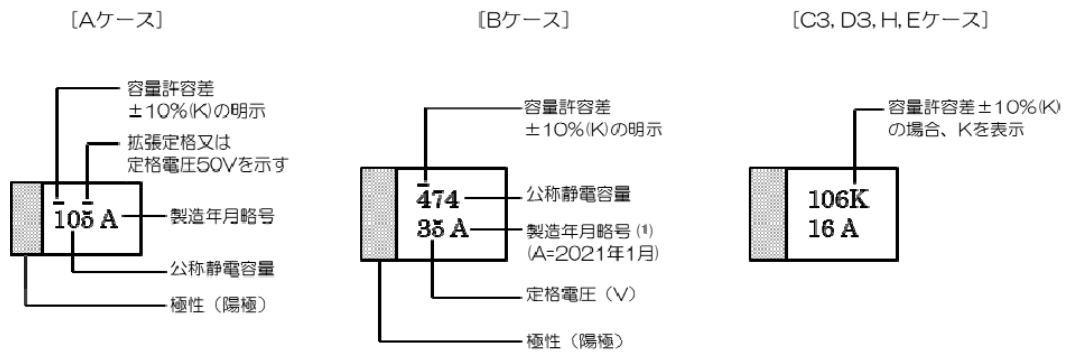 [Aケース]
容量許容差
±10%(K)の明示
拡張定格又は
定格電圧50Vを示す
105 A
製造年月略号
公称静電容量
極性（陽極）
[Bケース]
容量許容差
±10%(K)の明示
474
公称静電容量
35 A
製造年月略号 (1)
(A=2021年1月)
定格電圧（V）
極性（陽極）
[C3, D3, H, Eケース]
容量許容差±10%(K)
の場合、Kを表示
106K
16 A